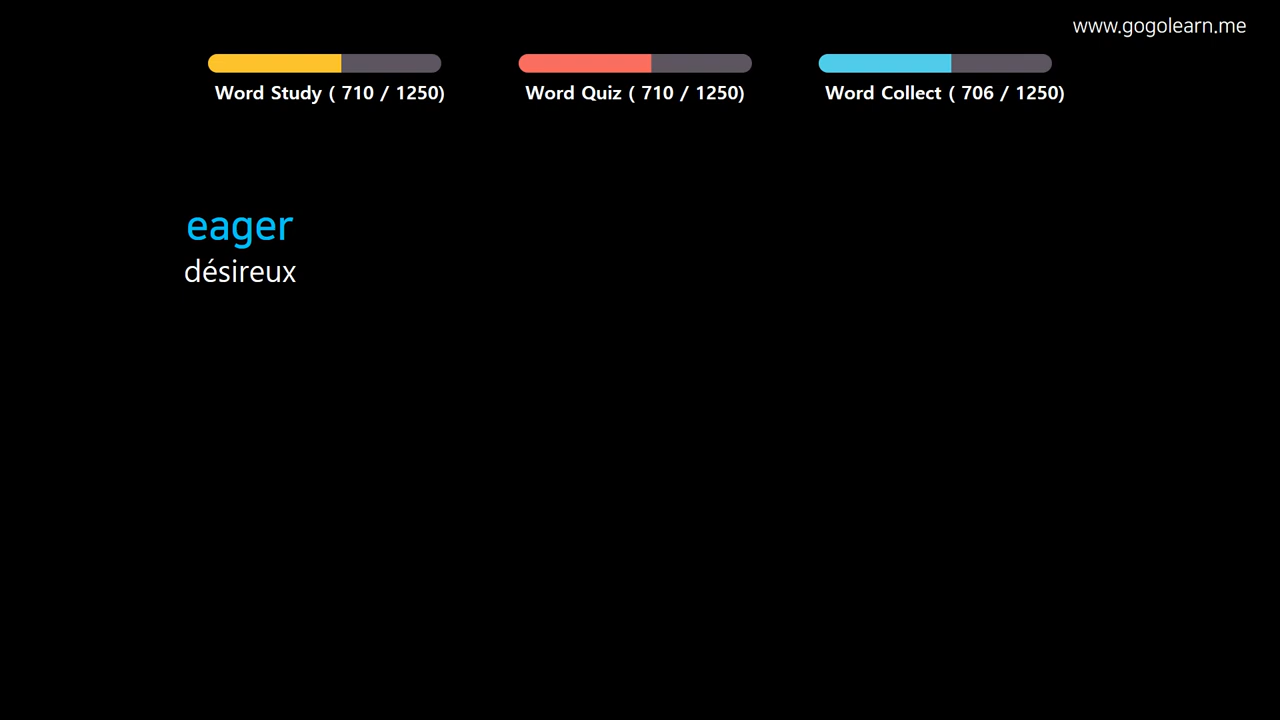 www.gogolearn.me
Word Study ( 710 / 1250)
Word Quiz ( 710 / 1250)
Word Collect ( 706 / 1250)
eager
désireux